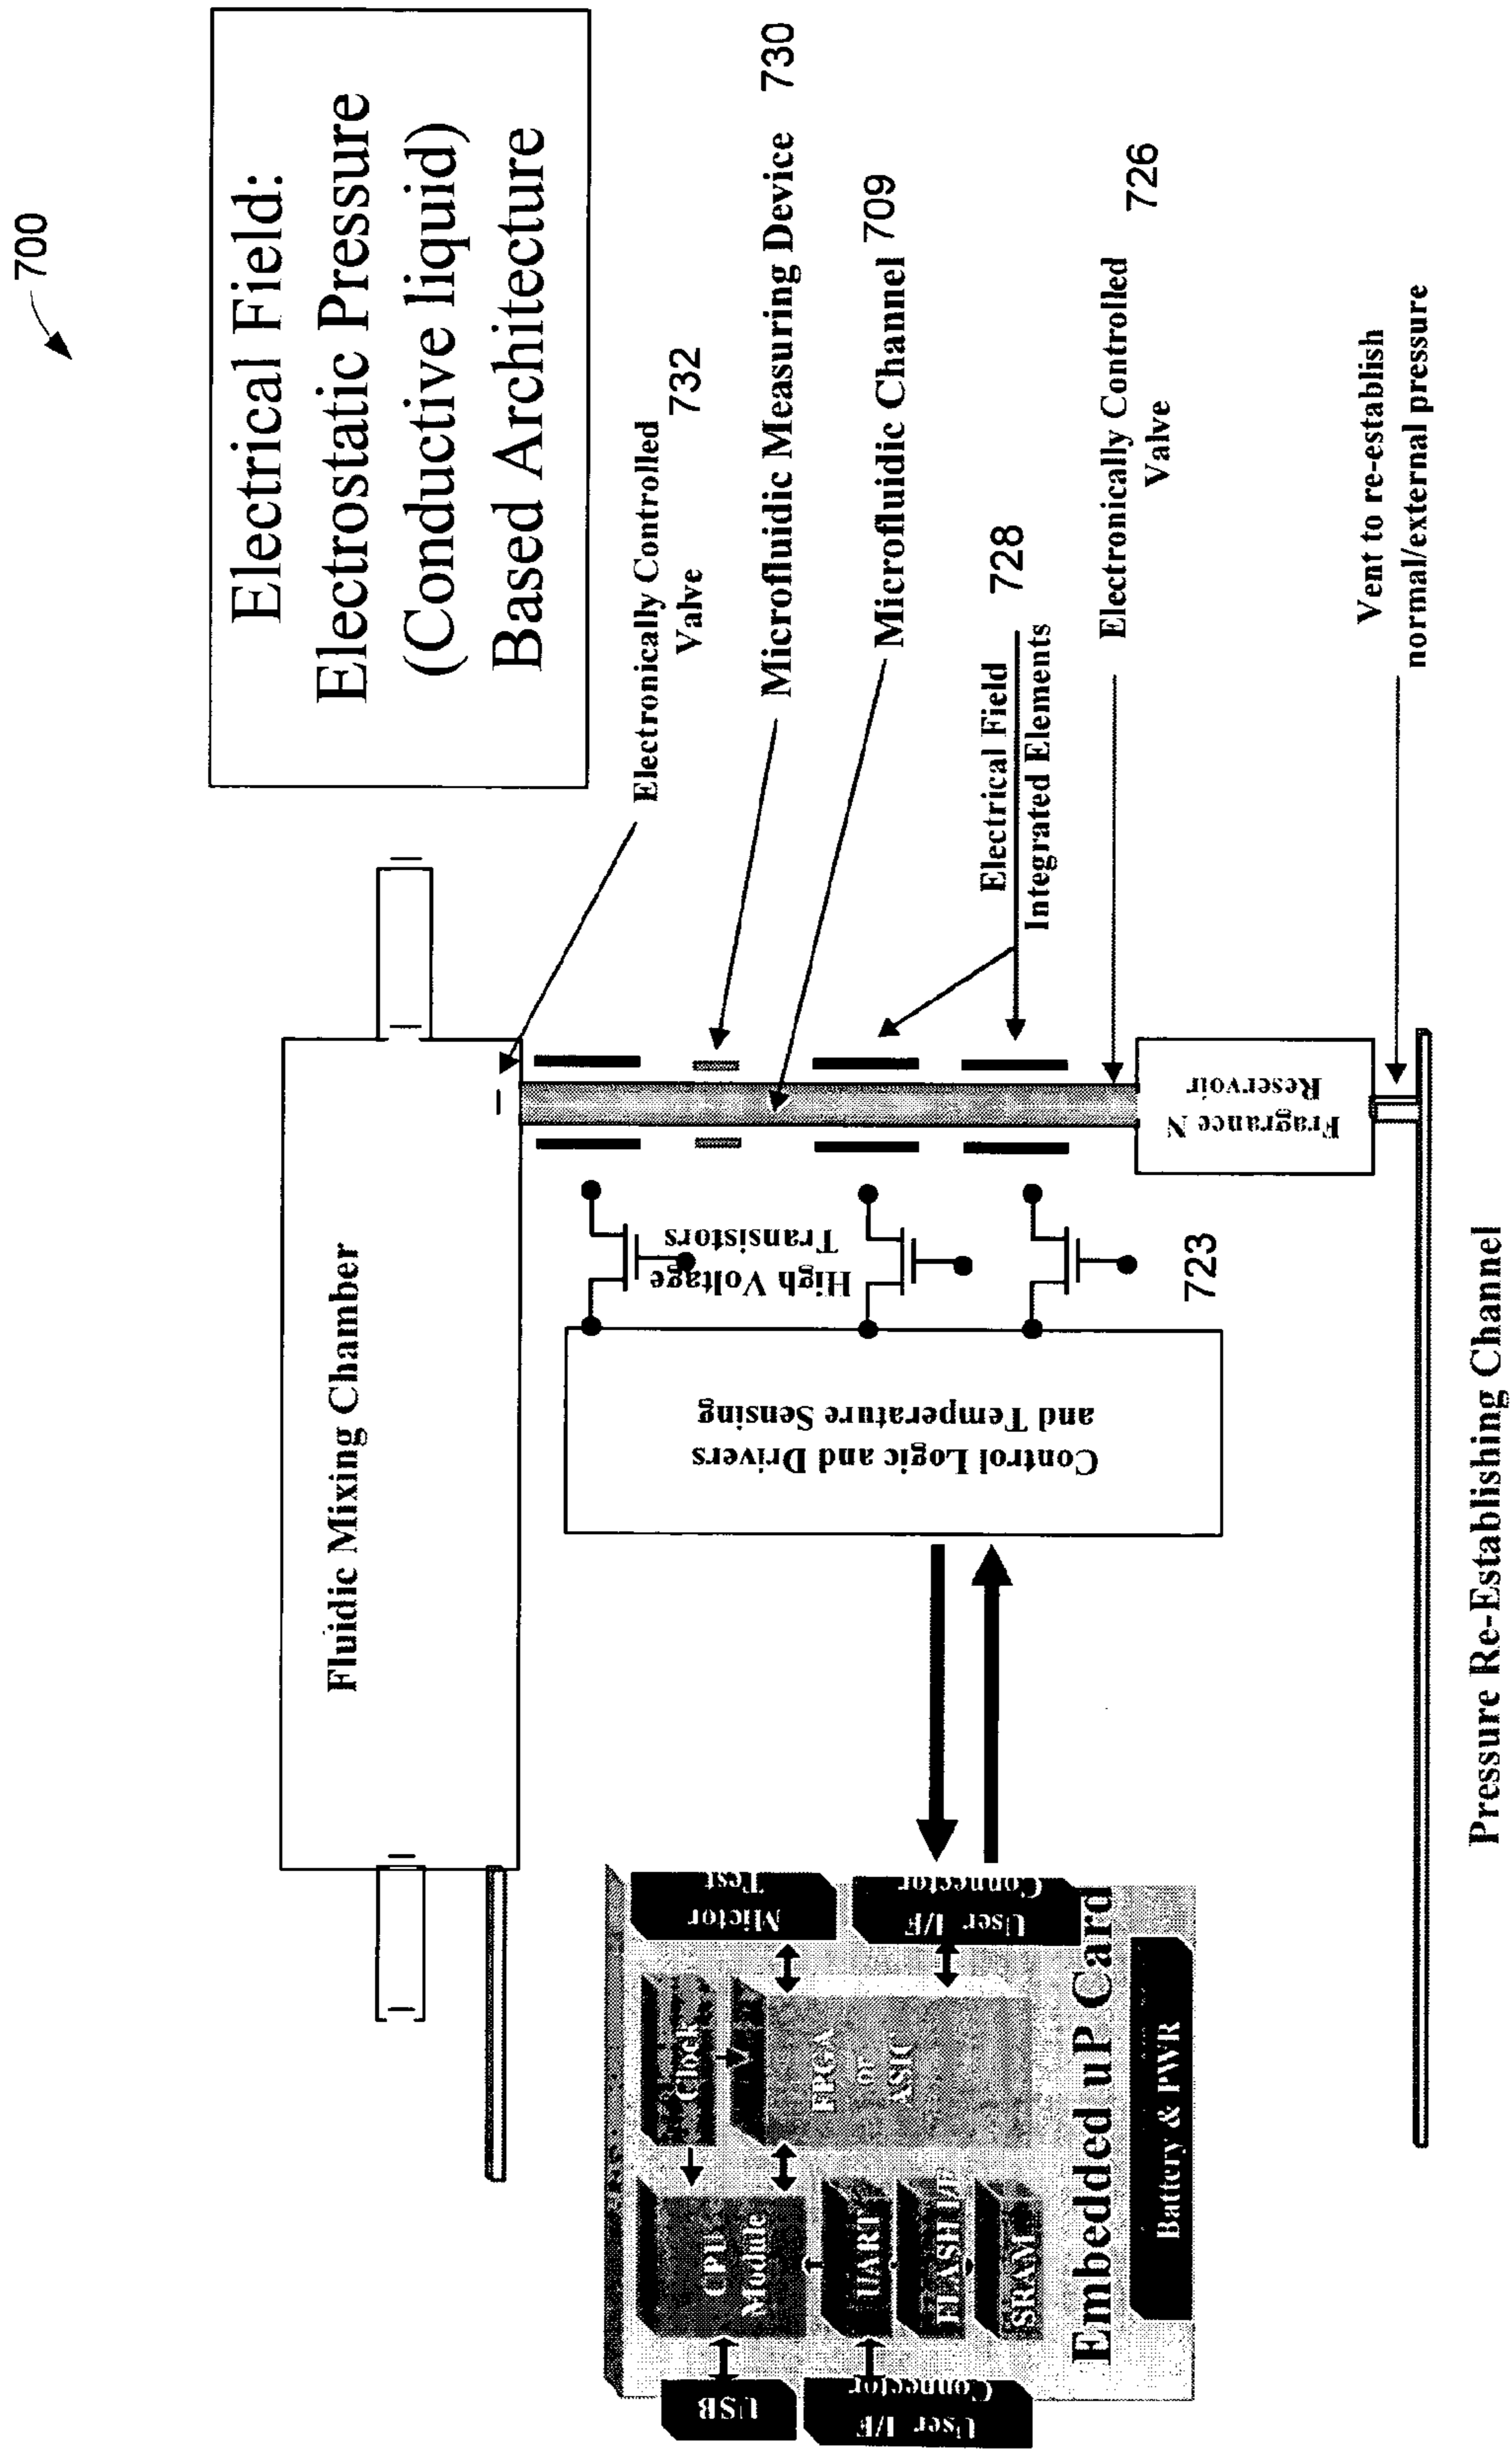 700
Electrical Field:
Electrostatic Pressure
(Conductive liquid)
Based Architecture
Fluidic Mixing Chamber
Electronically Controlled
Valve
732
Microfluidic Measuring Device 730
Microfluidic Channel 709
Electrical Field
Integrated Elements
728
Electronically Controlled
Valve
726
Vent to re-establish
normal/external pressure
High Voltage
Transistors
723
Control Logic and Drivers
and Temperature Sensing
Fragrance N
Reservoir
Mictor
Test
User I/F
Connector
Clock
FPGA
or
ASIC
CPU
Module
UART
FLASH I/F
SRAM
USB
User I/F
Connector
Embedded uP Card
Battery & PWR
Pressure Re-Establishing Channel